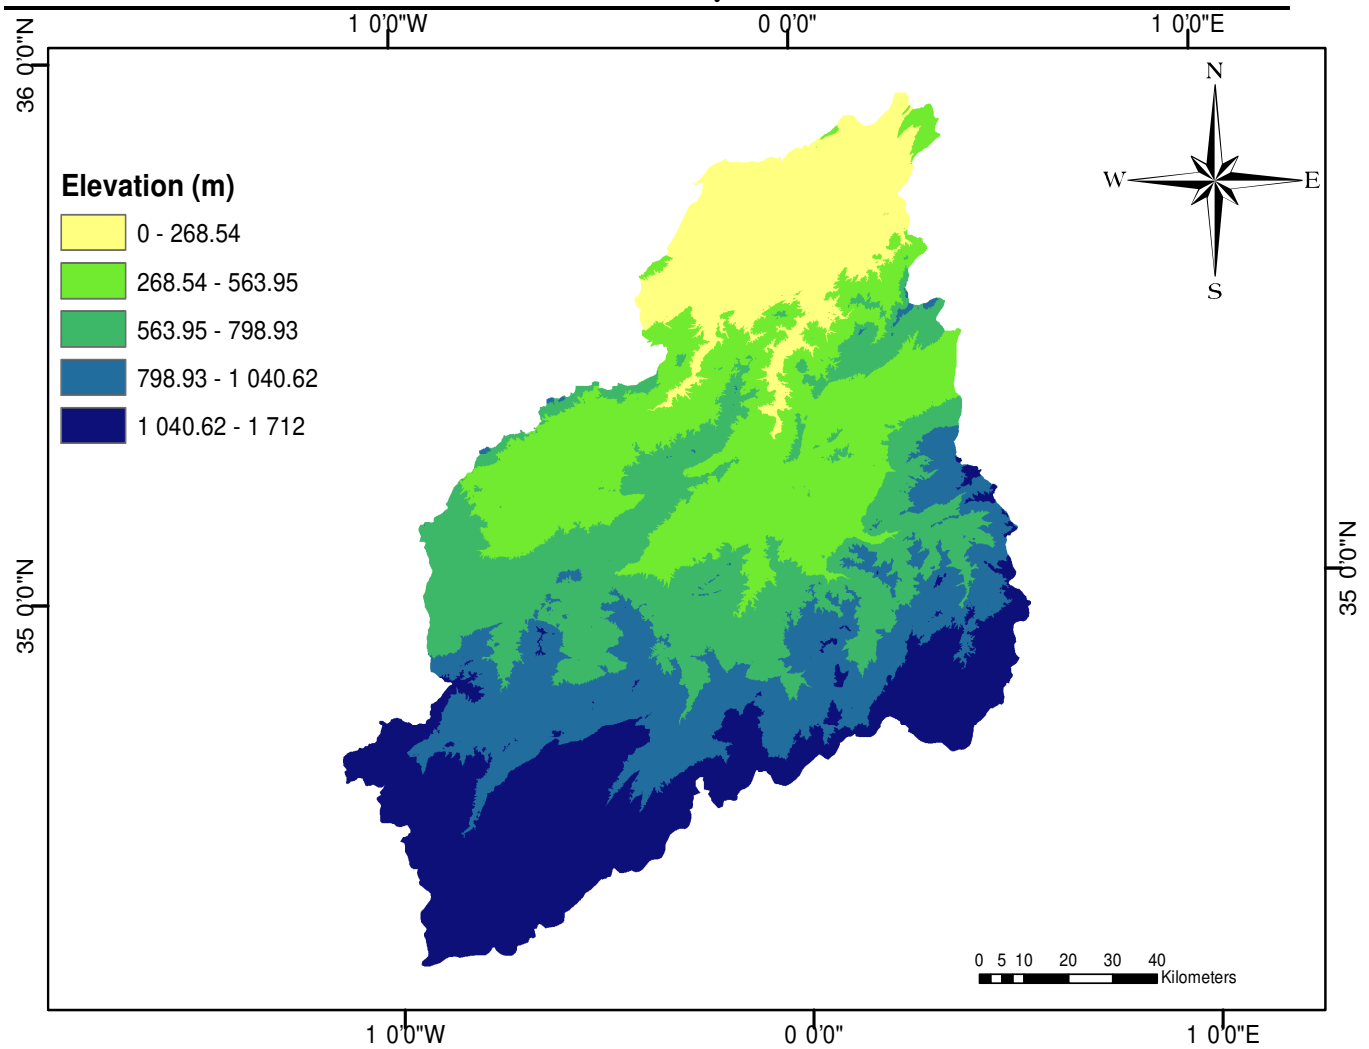 1 0'0"W 0 0'0" 1 0'0"E
36 0'0"N
N
W E
S
Elevation (m)
0 - 268.54
268.54 - 563.95
563.95 - 798.93
798.93 - 1 040.62
1 040.62 - 1 712
35 0'0"N
35 0'0"N
0 5 10 20 30 40
Kilometers
1 0'0"W 0 0'0" 1 0'0"E